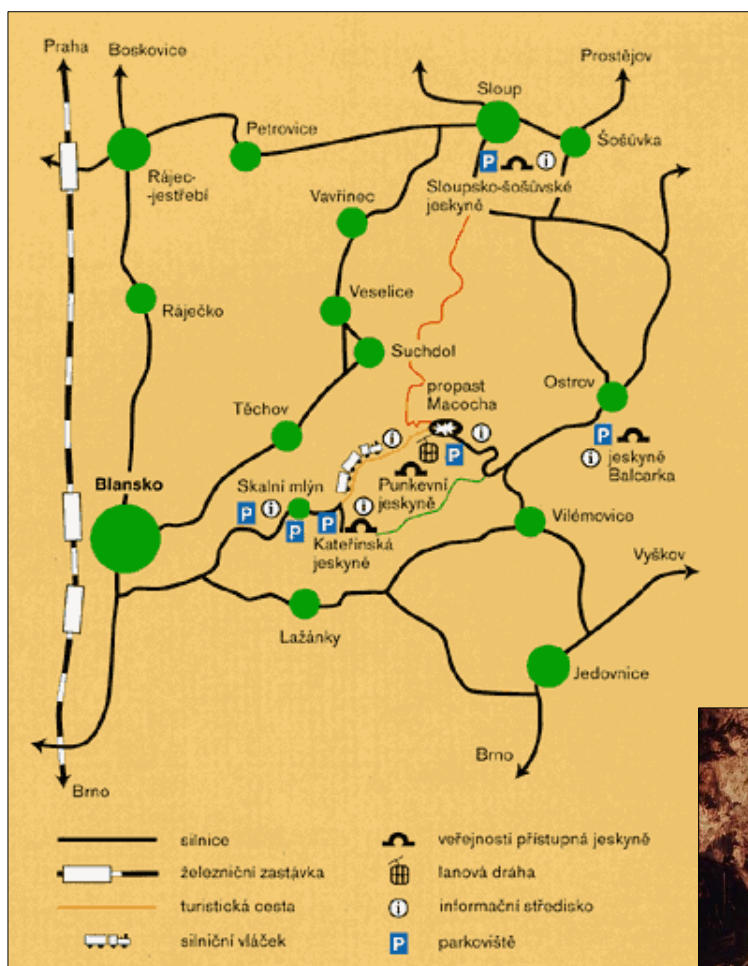 Praha
Boskovice
Prostějov
Sloup
Petrovice
Šošůvka
Rájec-
-jestřebí
P
i
Sloupsko-šošůvské
jeskyně
Vavřinec
Veselice
Ráječko
Suchdol
propast
Macocha
Ostrov
Těchov
i
i
P
P
i
jeskyně
Balcarka
Blansko
Skalní mlýn
Punkevní
jeskyně
P
i
i
P
P
Kateřinská
jeskyně
Vilémovice
Vyškov
Lažánky
Jedovnice
Brno
Brno
silnice
veřejnosti přístupná jeskyně
železniční zastávka
lanová dráha
turistická cesta
i
informační středisko
silniční vláček
P
parkoviště